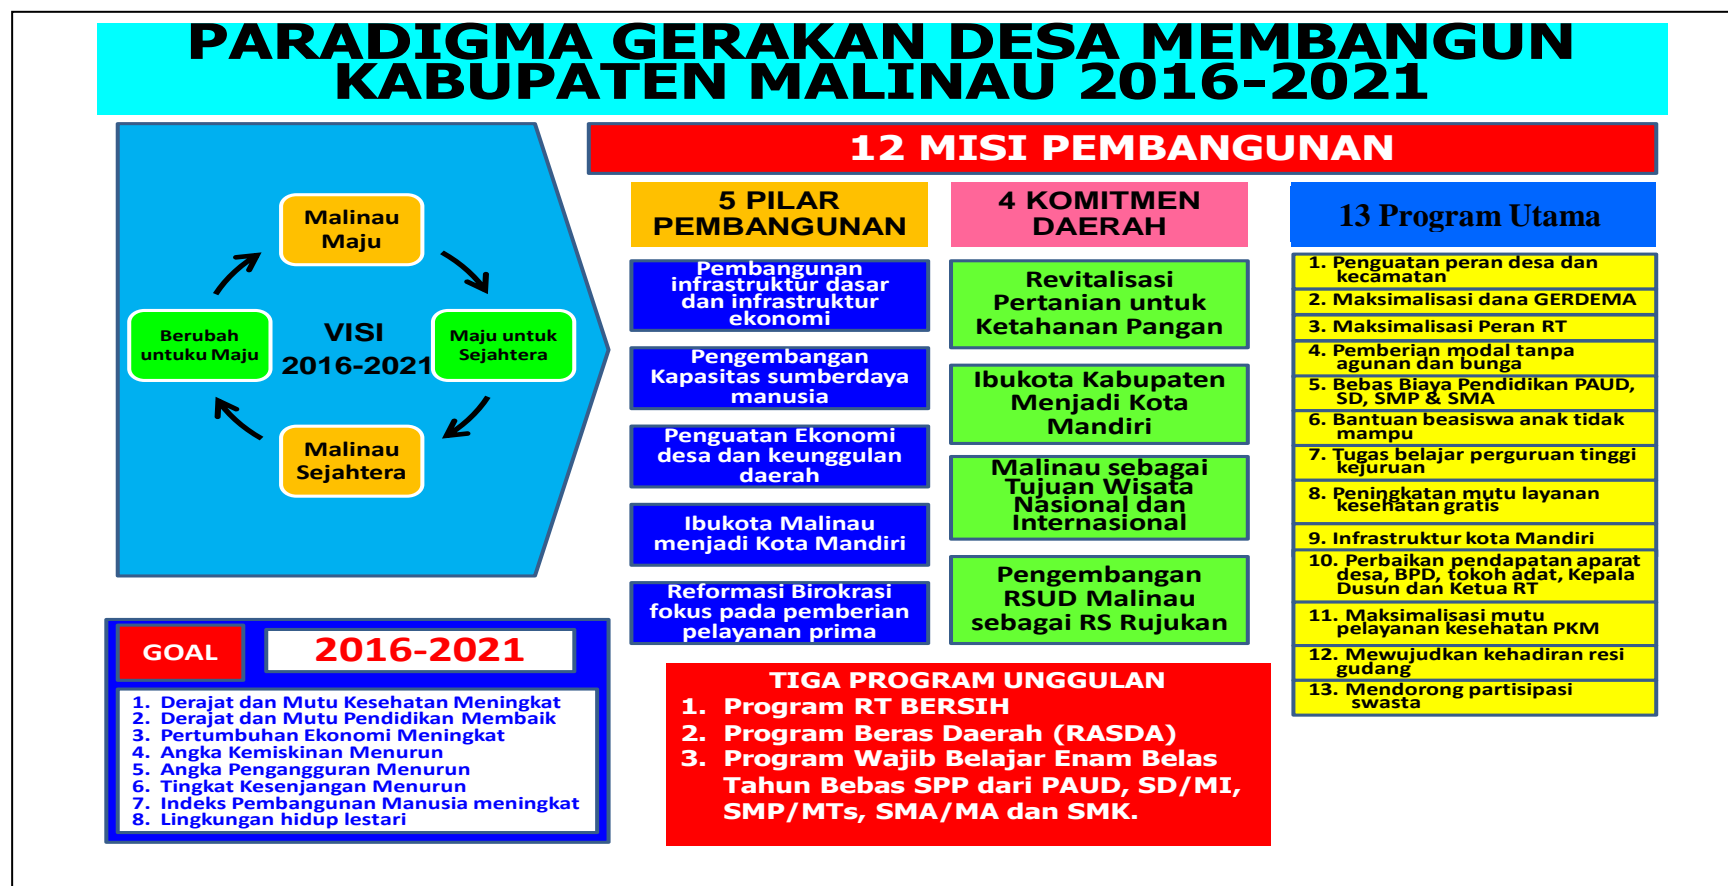 PARADIGMA GERAKAN DESA MEMBANGUN
KABUPATEN MALINAU 2016-2021
Malinau
Maju
Berubah
untuku Maju
VISI
2016-2021
Maju untuk
Sejahtera
Malinau
Sejahtera
12 MISI PEMBANGUNAN
5 PILAR
PEMBANGUNAN
Pembangunan
infrastruktur dasar
dan infrastruktur
ekonomi
Pengembangan
Kapasitas sumberdaya
manusia
Penguatan Ekonomi
desa dan keunggulan
daerah
Ibukota Malinau
menjadi Kota Mandiri
Reformasi Birokrasi
fokus pada pemberian
pelayanan prima
4 KOMITMEN
DAERAH
Revitalisasi
Pertanian untuk
Ketahanan Pangan
Ibukota Kabupaten
Menjadi Kota
Mandiri
Malinau sebagai
Tujuan Wisata
Nasional dan
Internasional
Pengembangan
RSUD Malinau
sebagai RS Rujukan
13 Program Utama
1. Penguatan peran desa dan
kecamatan
2. Maksimalisasi dana GERDEMA
3. Maksimalisasi Peran RT
4. Pemberian modal tanpa
agunan dan bunga
5. Bebas Biaya Pendidikan PAUD,
SD, SMP & SMA
6. Bantuan beasiswa anak tidak
mampu
7. Tugas belajar perguruan tinggi
kejuruan
8. Peningkatan mutu layanan
kesehatan gratis
9. Infrastruktur kota Mandiri
10. Perbaikan pendapatan aparat
desa, BPD, tokoh adat, Kepala
Dusun dan Ketua RT
11. Maksimalisasi mutu
pelayanan kesehatan PKM
12. Mewujudkan kehadiran resi
gudang
13. Mendorong partisipasi
swasta
GOAL
2016-2021
1. Derajat dan Mutu Kesehatan Meningkat
2. Derajat dan Mutu Pendidikan Membaik
3. Pertumbuhan Ekonomi Meningkat
4. Angka Kemiskinan Menurun
5. Angka Pengangguran Menurun
6. Tingkat Kesenjangan Menurun
7. Indeks Pembangunan Manusia meningkat
8. Lingkungan hidup lestari
TIGA PROGRAM UNGGULAN
1. Program RT BERSIH
2. Program Beras Daerah (RASDA)
3. Program Wajib Belajar Enam Belas
Tahun Bebas SPP dari PAUD, SD/MI,
SMP/MTs, SMA/MA dan SMK.